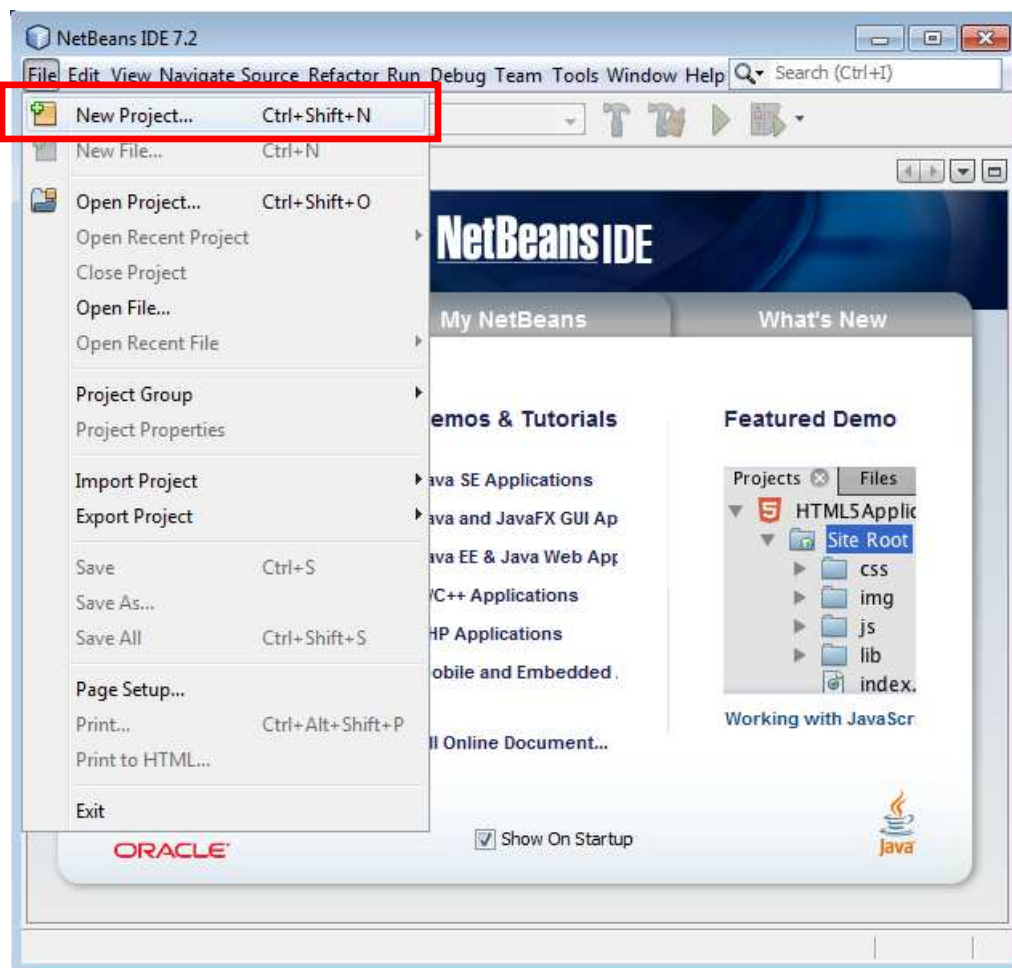 NetBeans IDE 7.2
File Edit View Navigate Source Refactor Run Debug Team Tools Window Help Search (Ctrl+I)
New Project... Ctrl+Shift+N
New File... Ctrl+N
Open Project... Ctrl+Shift+O
Open Recent Project
Close Project
Open File...
Open Recent File
Project Group
Project Properties
Import Project
Export Project
Save Ctrl+S
Save As...
Save All Ctrl+Shift+S
Page Setup...
Print... Ctrl+Alt+Shift+P
Print to HTML...
Exit
NetBeans IDE
My NetBeans What's New
emos & Tutorials
ava SE Applications
ava and JavaFX GUI Ap
ava EE & Java Web App
/C++ Applications
HP Applications
obile and Embedded .
ll Online Document...
Featured Demo
Projects Files
HTML5Applic
Site Root
css
img
js
lib
index.
Working with JavaScr
ORACLE
Show On Startup
Java